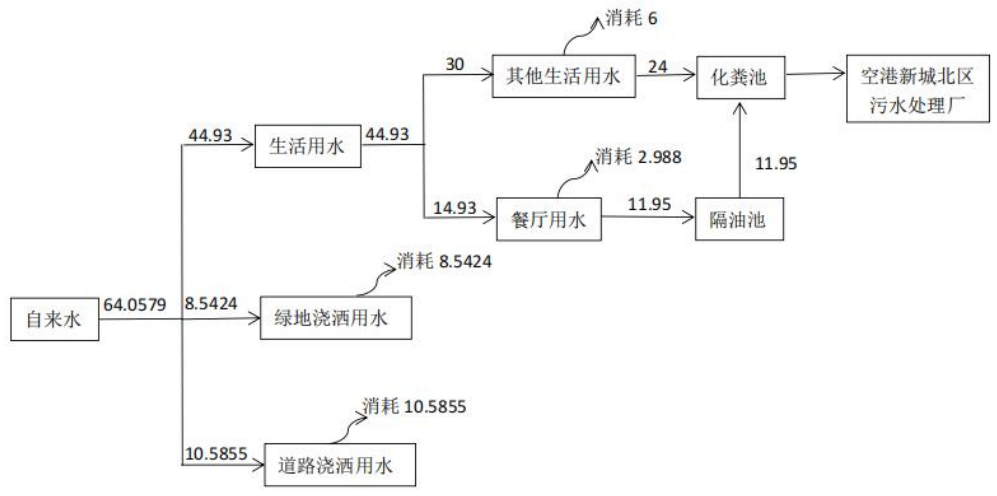 消耗 6
30
其他生活用水
24
化粪池
空港新城北区
污水处理厂
44.93
生活用水
44.93
消耗 2.988
11.95
14.93
餐厅用水
11.95
隔油池
消耗 8.5424
自来水
64.0579
8.5424
绿地浇洒用水
消耗 10.5855
10.5855
道路浇洒用水